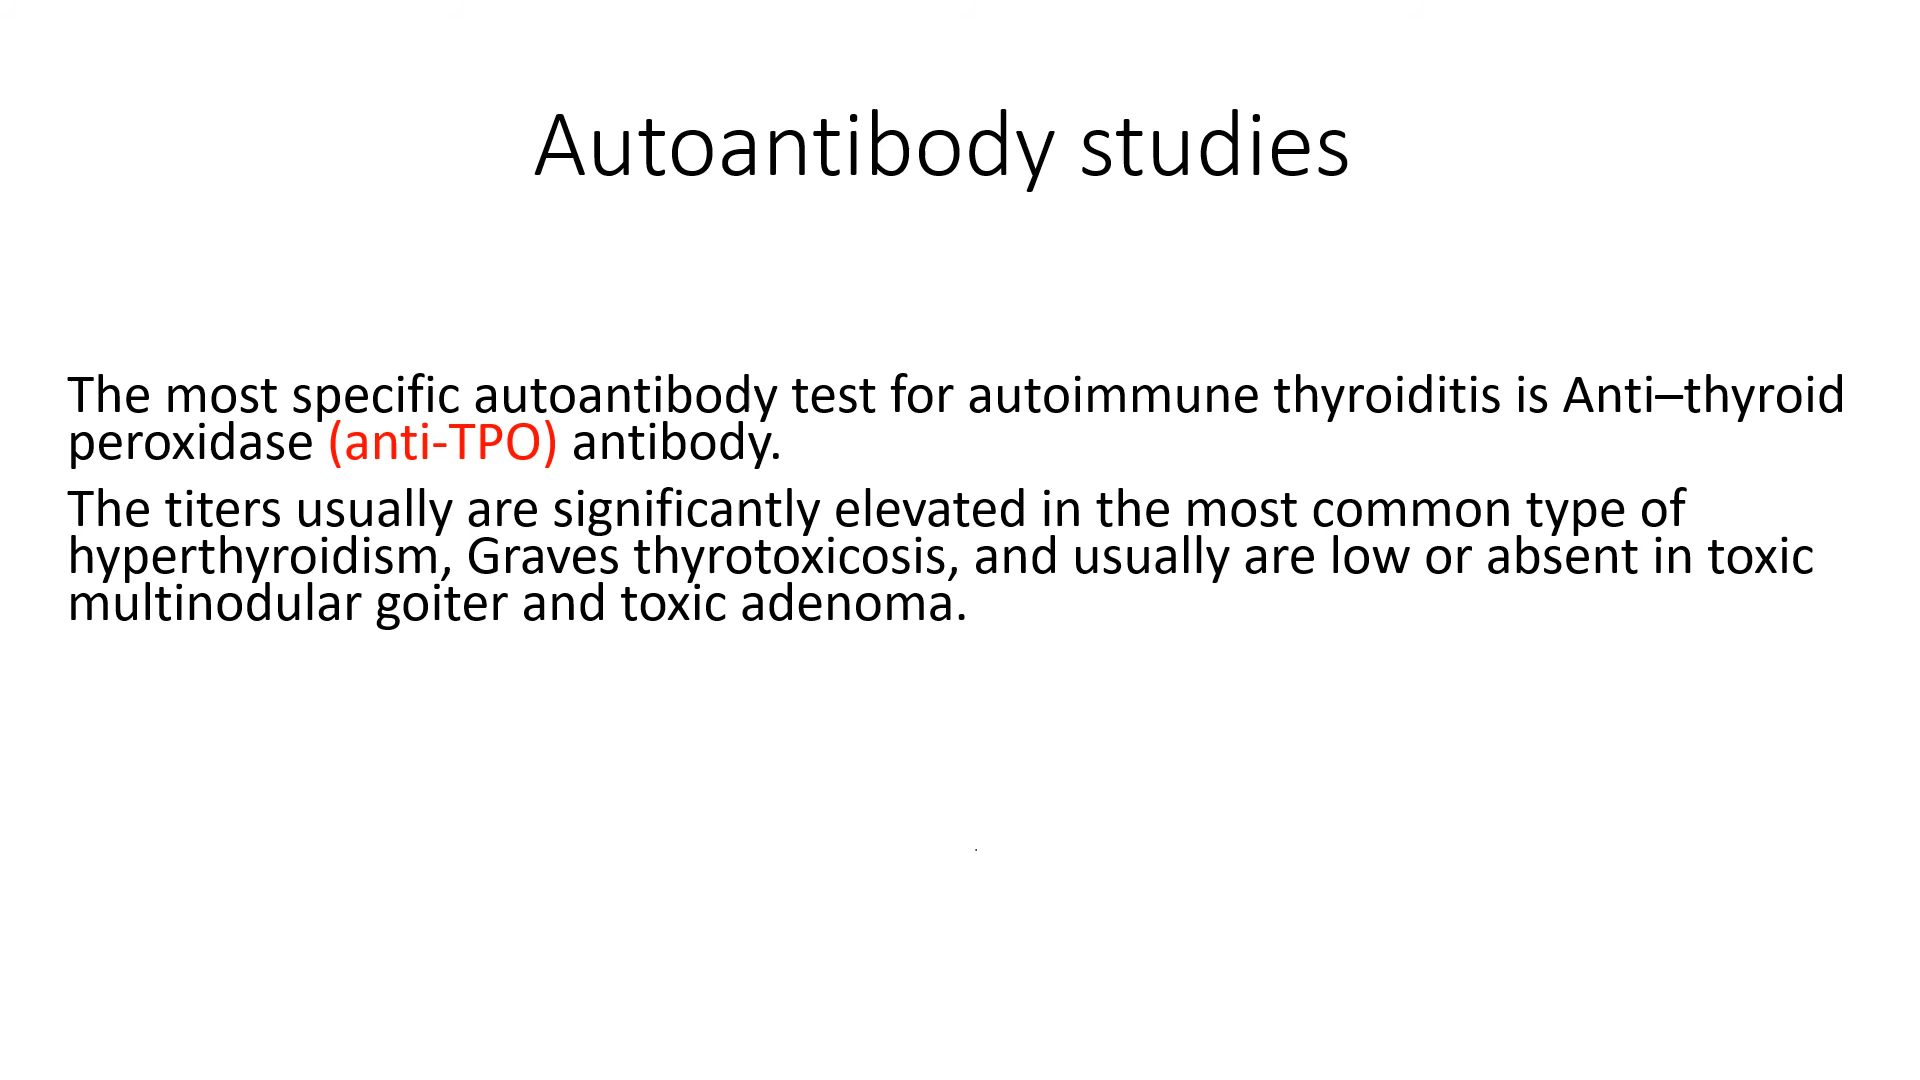 Autoantibody studies
The most specific autoantibody test for autoimmune thyroiditis is Anti–thyroid
peroxidase (anti-TPO) antibody.
The titers usually are significantly elevated in the most common type of
hyperthyroidism, Graves thyrotoxicosis, and usually are low or absent in toxic
multinodular goiter and toxic adenoma.
.